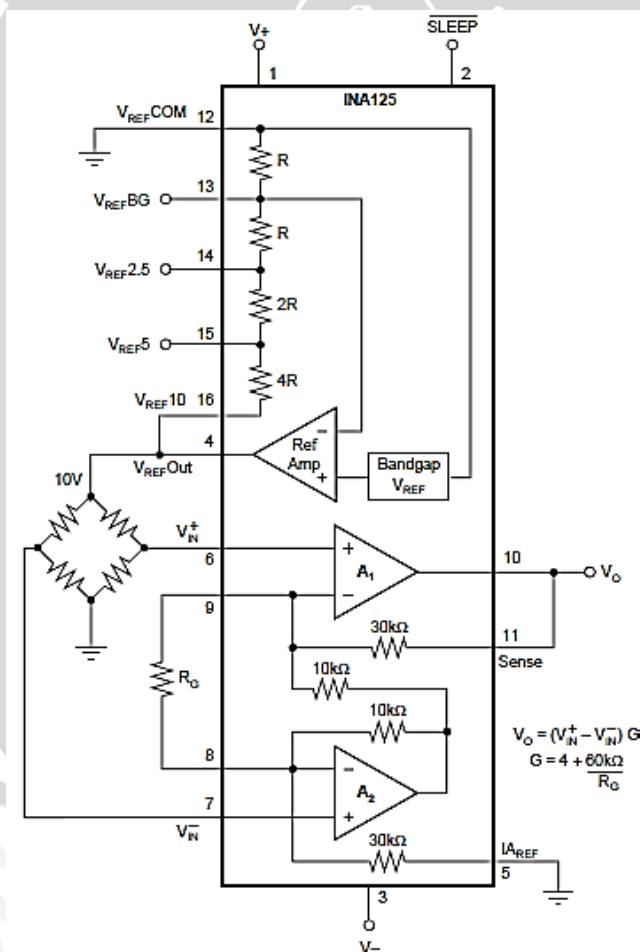 V+
SLEEP
1
2
INA125
VREFCOM
12
R
13
VREFBG
R
14
VREF2.5
2R
15
VREF5
4R
VREF10
16
4
Ref
Amp
−
+
Bandgap
VREF
VREFOut
10V
V+IN
6
+
A1
−
10
VO
9
30kΩ
11
Sense
10kΩ
RG
10kΩ
VO = (V+IN − V−IN) G
G = 4 + 60kΩ
RG
8
−
A2
+
7
V−IN
30kΩ
IAREF
5
3
V−